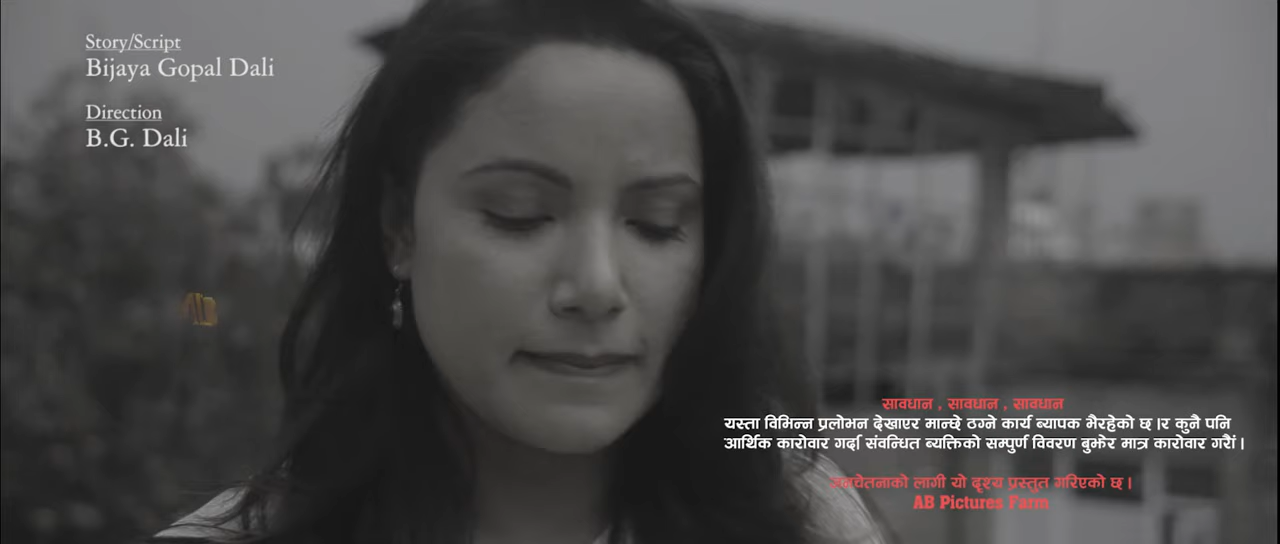 Story/Script
Bijaya Gopal Dali
Direction
B.G. Dali
सावधान , सावधान , सावधान
यस्ता विभिन्न प्रलोभन देखाएर मान्छे ठग्ने कार्य ब्यापक भैरहेको छ ।र कुनै पनि
आर्थिक कारोवार गर्दा संवन्धित ब्यक्तिको सम्पुर्ण विवरण बुझेर मात्र कारोवार गरौं ।
जनचेतनाको लागी यो दृश्य प्रस्तुत गरिएको छ ।
AB Pictures Farm